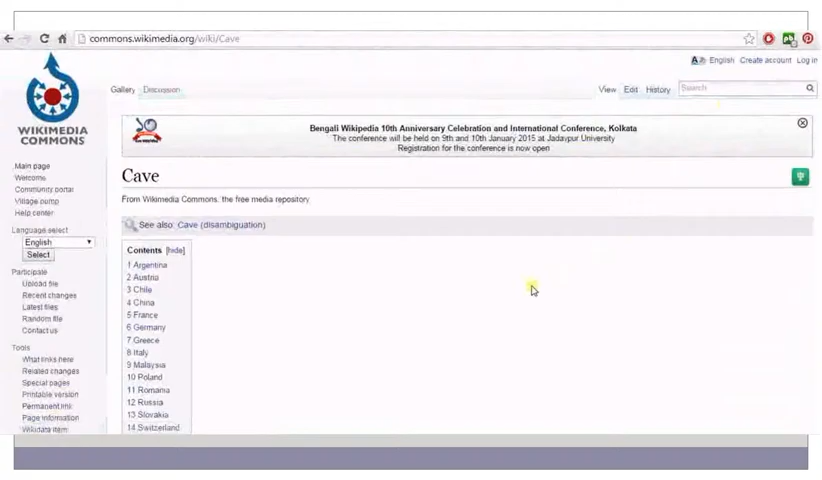 commons.wikimedia.org/wiki/Cave
English Create account Log in
Gallery Discussion View Edit History Search
WIKIMEDIA
COMMONS
Bengali Wikipedia 10th Anniversary Celebration and International Conference, Kolkata
The conference will be held on 9th and 10th January 2015 at Jadavpur University
Registration for the conference is now open
Cave
From Wikimedia Commons, the free media repository
See also: Cave (disambiguation)
Contents [hide]
1 Argentina
2 Austria
3 Chile
4 China
5 France
6 Germany
7 Greece
8 Italy
9 Malaysia
10 Poland
11 Romania
12 Russia
13 Slovakia
14 Switzerland
Main page
Welcome
Community portal
Village pump
Help center
Language select
English
Select
Participate
Upload file
Recent changes
Latest files
Random file
Contact us
Tools
What links here
Related changes
Special pages
Printable version
Permanent link
Page information
Wikidata item